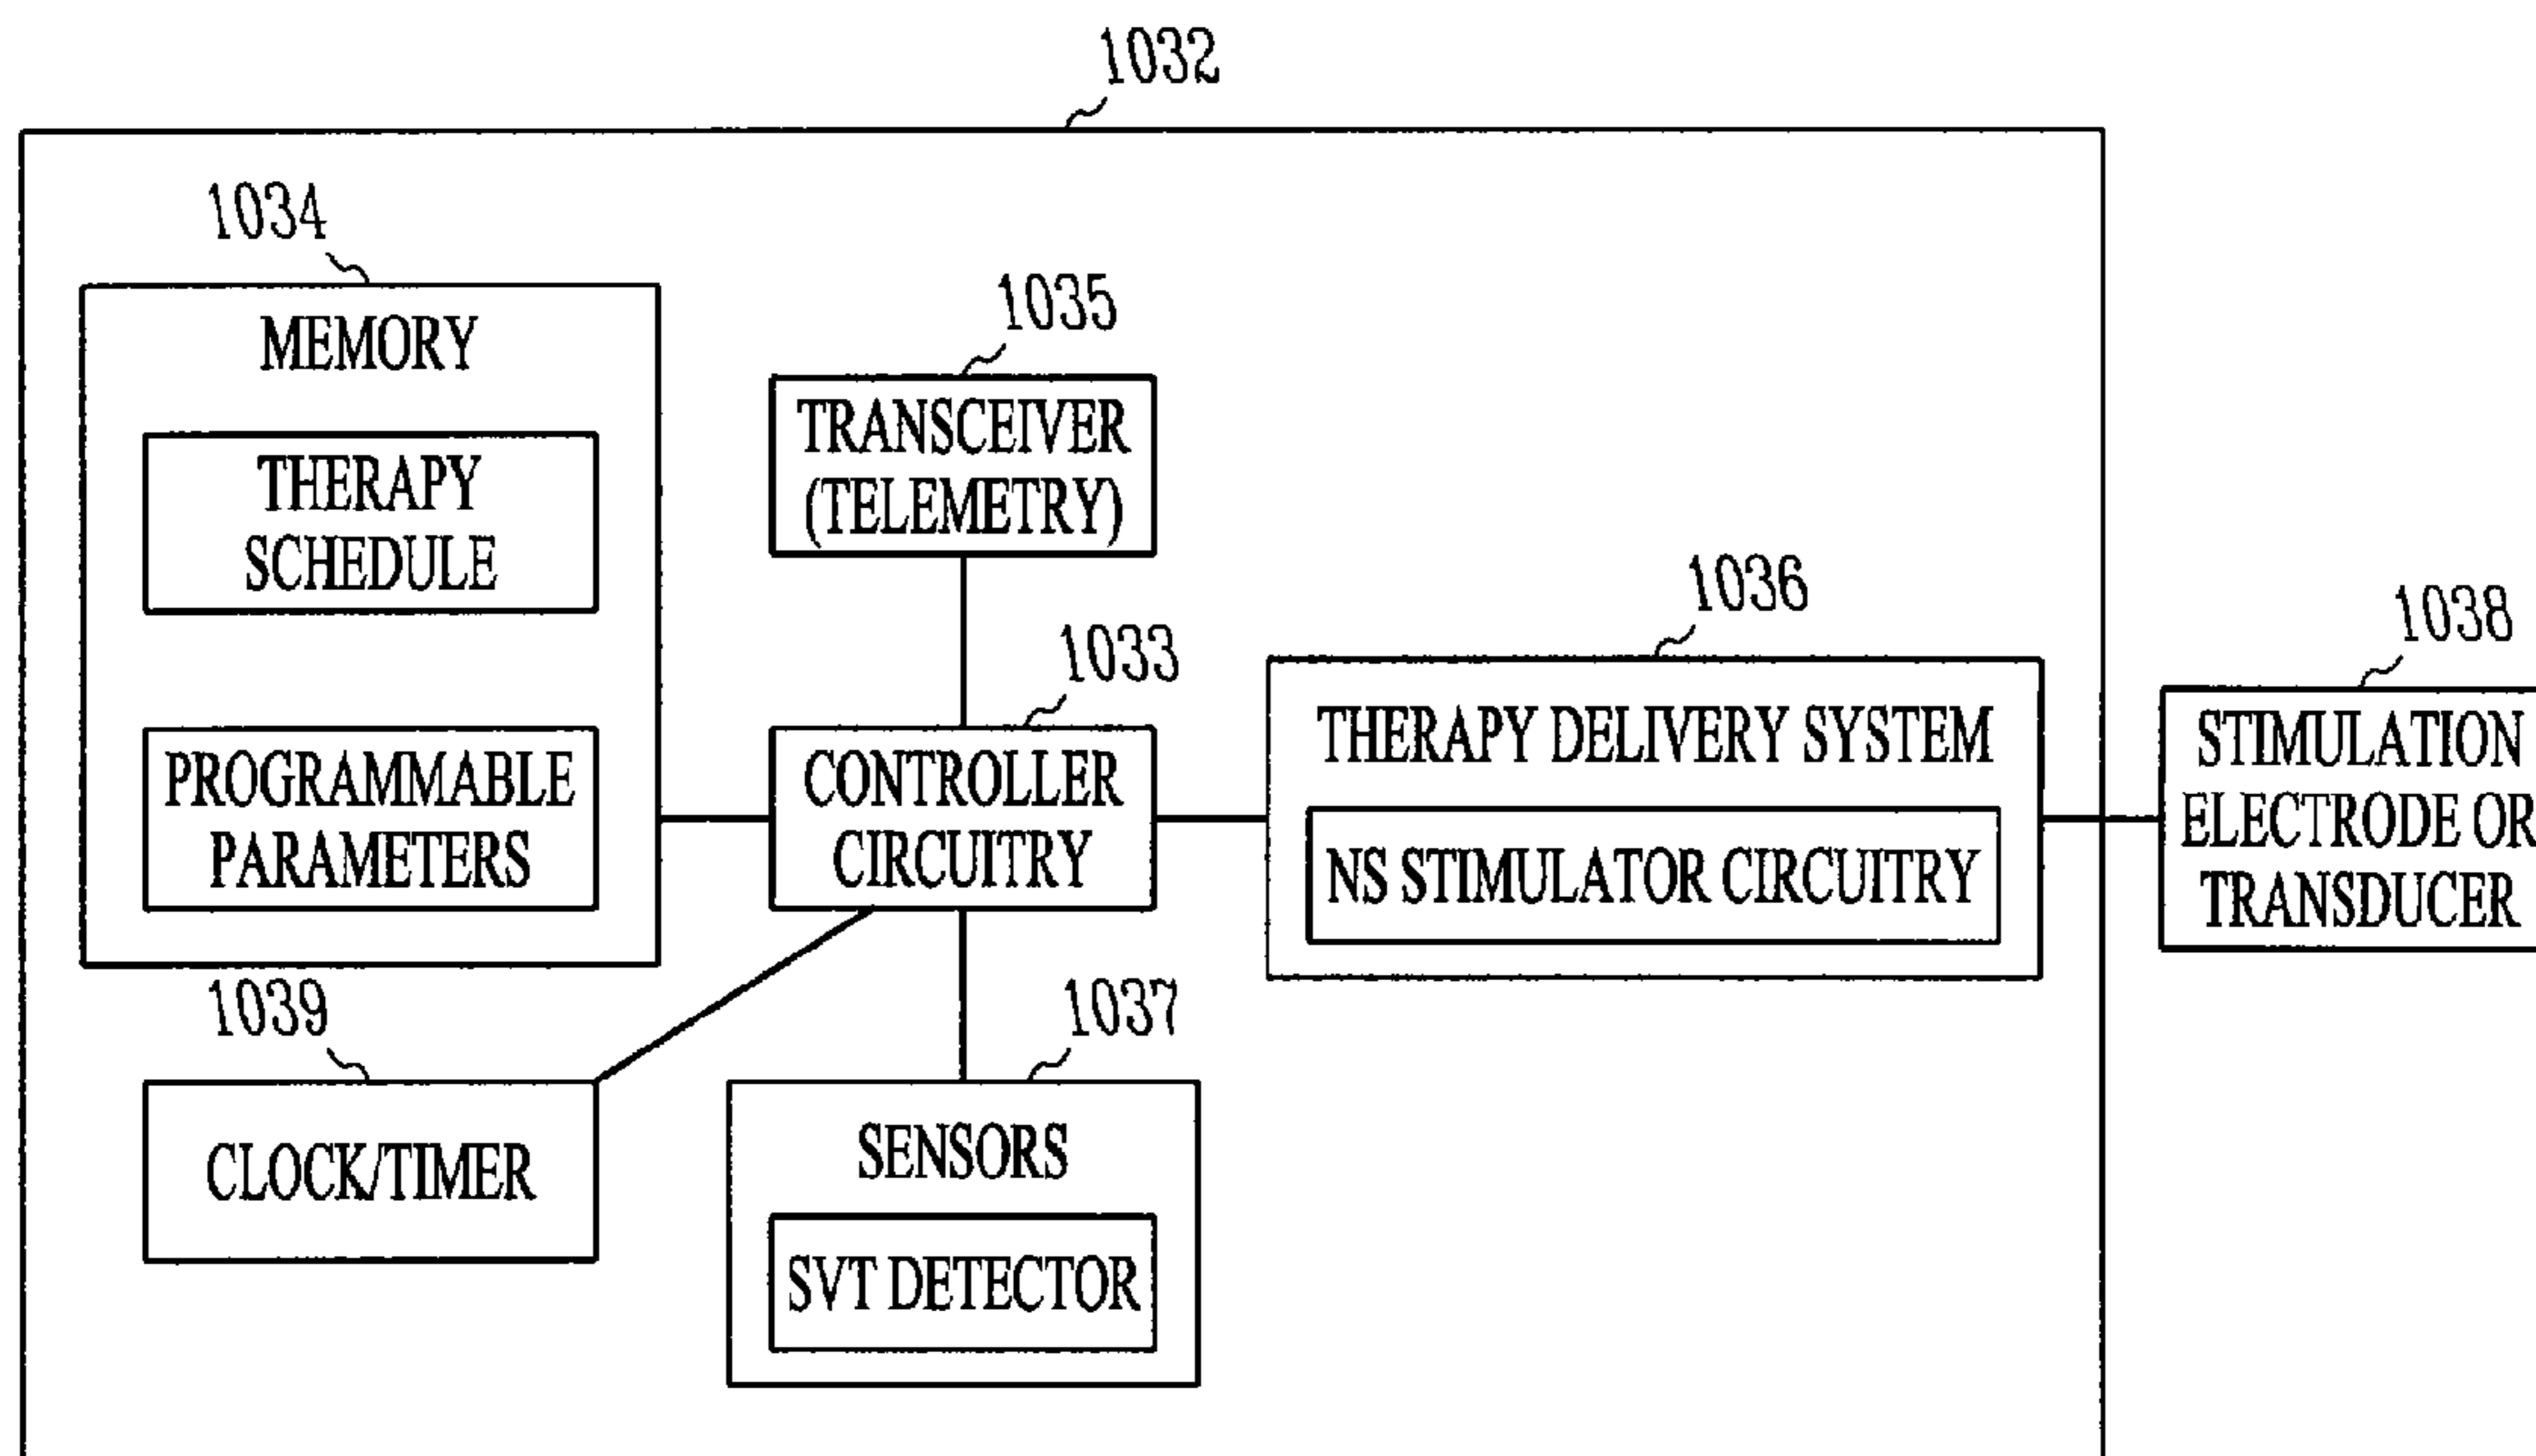 1032
1034
MEMORY
THERAPY
SCHEDULE
PROGRAMMABLE
PARAMETERS
1035
TRANSCEIVER
(TELEMETRY)
1033
CONTROLLER
CIRCUITRY
1036
THERAPY DELIVERY SYSTEM
NS STIMULATOR CIRCUITRY
1038
STIMULATION
ELECTRODE OR
TRANSDUCER
1039
CLOCK/TIMER
1037
SENSORS
SVT DETECTOR